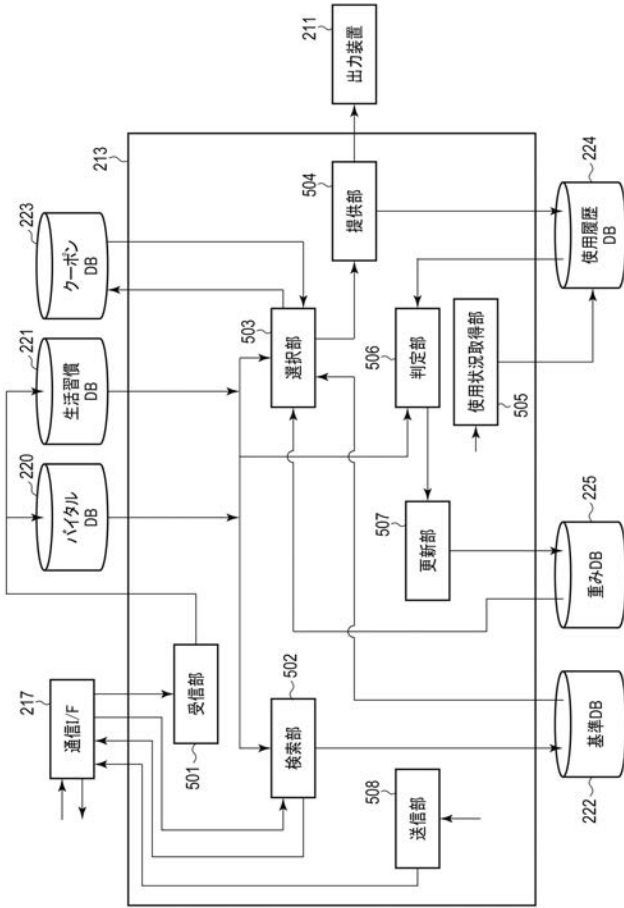 217
通信I/F
220
バイタル
DB
221
生活習慣
DB
223
クーポン
DB
213
受信部
501
502
検索部
503
選択部
504
提供部
211
出力装置
506
判定部
507
更新部
使用状況取得部
505
508
送信部
基準DB
222
225
重みDB
224
使用履歴
DB